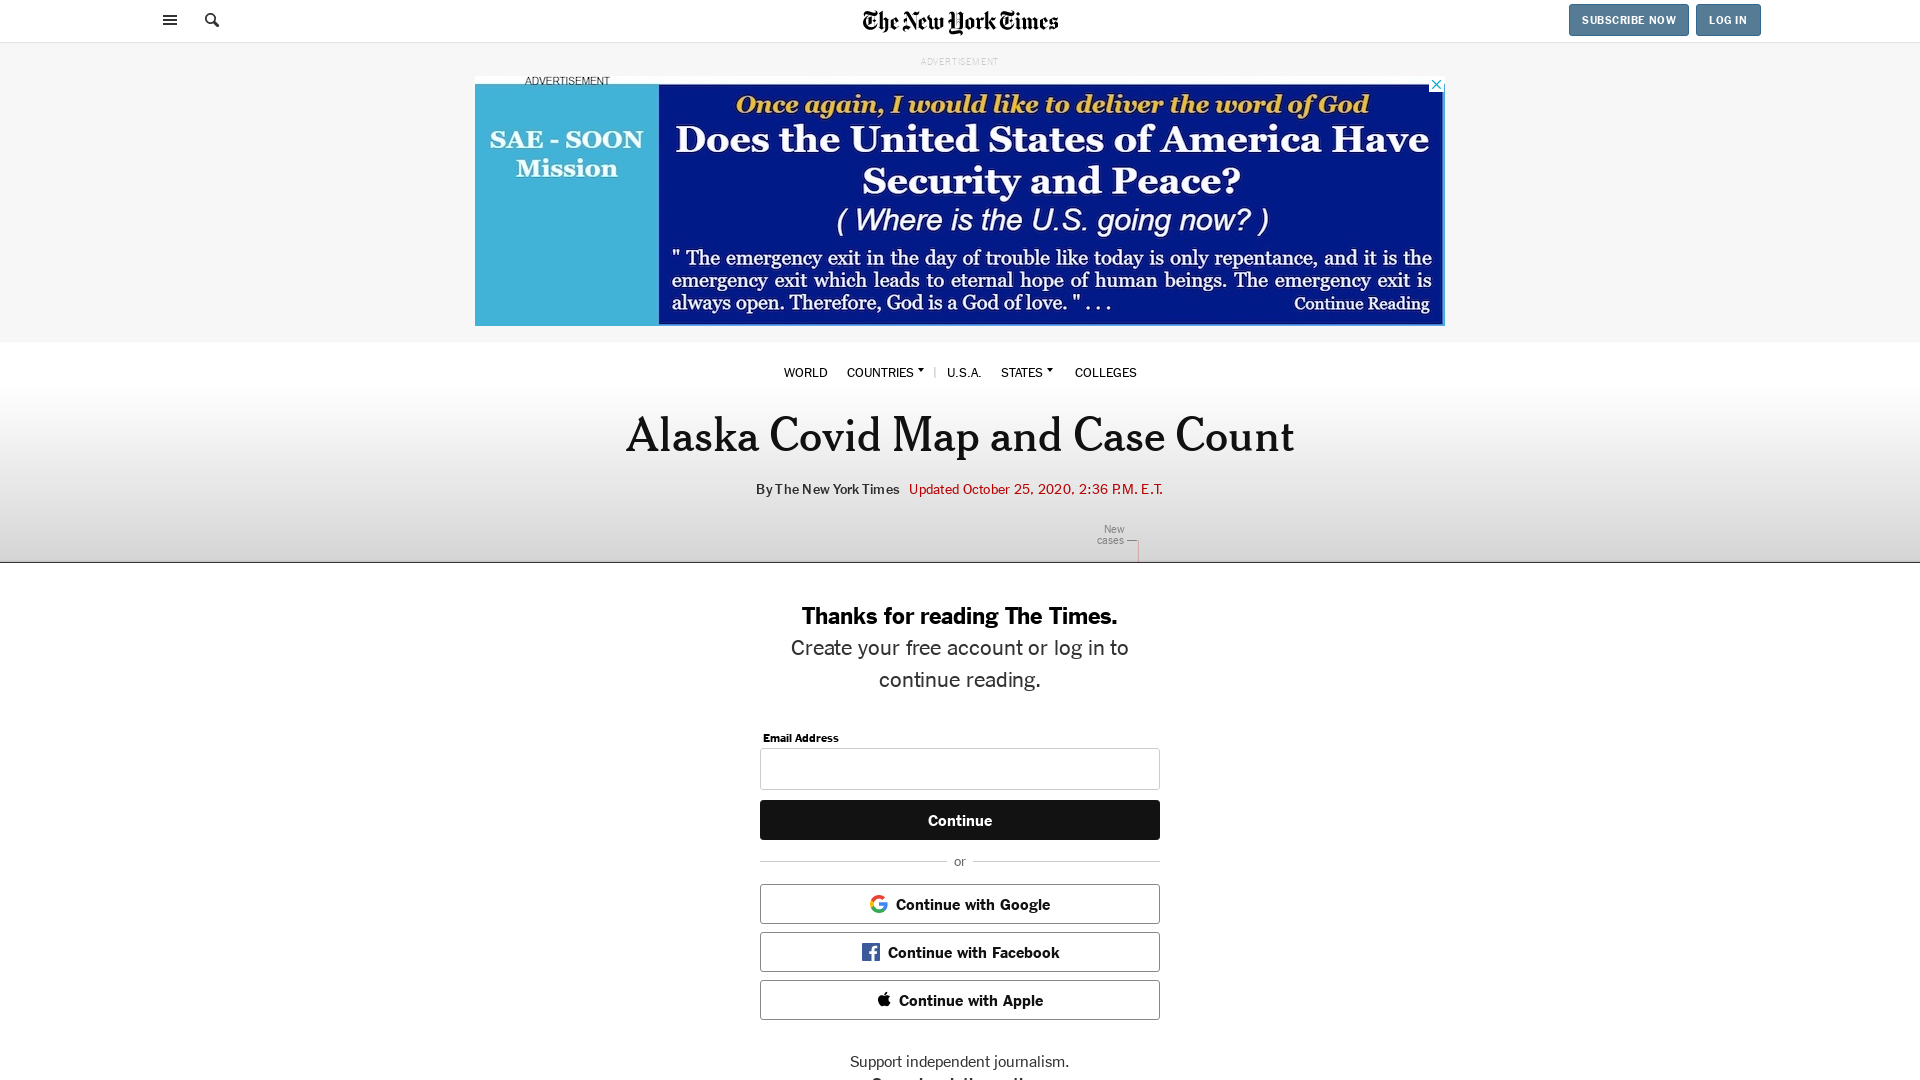 The New York Times
SUBSCRIBE NOW
LOG IN
ADVERTISEMENT
ADVERTISEMENT
SAE - SOON
Mission
Once again, I would like to deliver the word of God
Does the United States of America Have
Security and Peace?
( Where is the U.S. going now? )
" The emergency exit in the day of trouble like today is only repentance, and it is the
emergency exit which leads to eternal hope of human beings. The emergency exit is
always open. Therefore, God is a God of love. " . . .
Continue Reading
WORLD COUNTRIES | U.S.A. STATES COLLEGES
Alaska Covid Map and Case Count
By The New York Times Updated October 25, 2020, 2:36 P.M. E.T.
New
cases
Thanks for reading The Times.
Create your free account or log in to
continue reading.
Email Address
Continue
or
Continue with Google
Continue with Facebook
Continue with Apple
Support independent journalism.